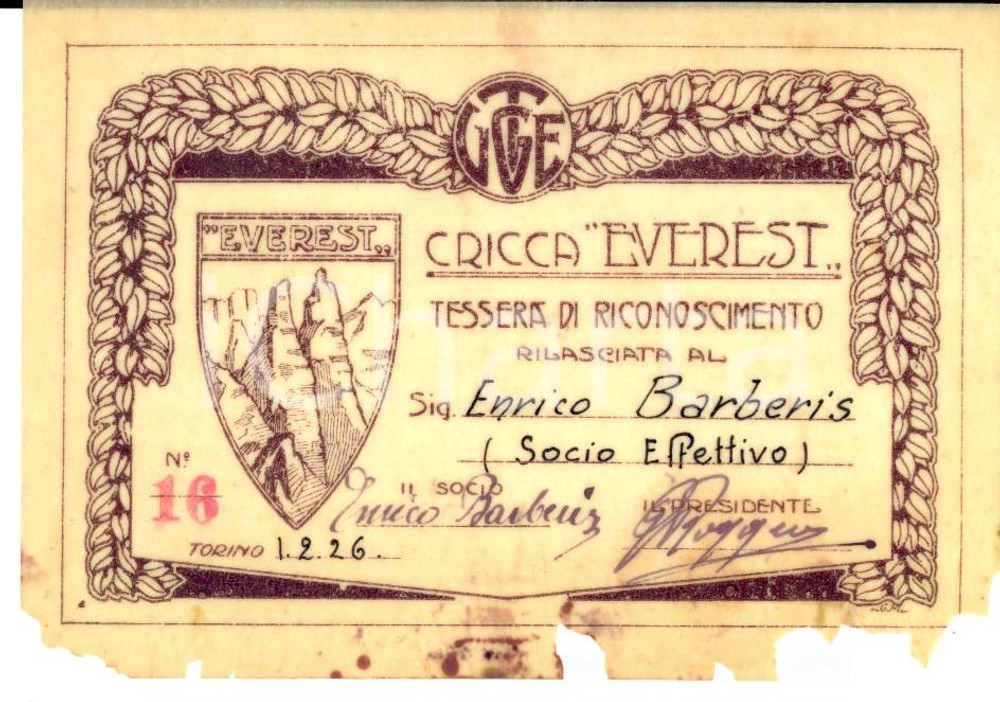 "EVEREST„
CRICCA "EVEREST„
TESSERA DI RICONOSCIMENTO
RILASCIATA AL
Sig. Enrico Barberis
(Socio Effettivo)
Nº
16
IL SOCIO
Enrico Barberis
IL PRESIDENTE
TORINO 1.2.26.